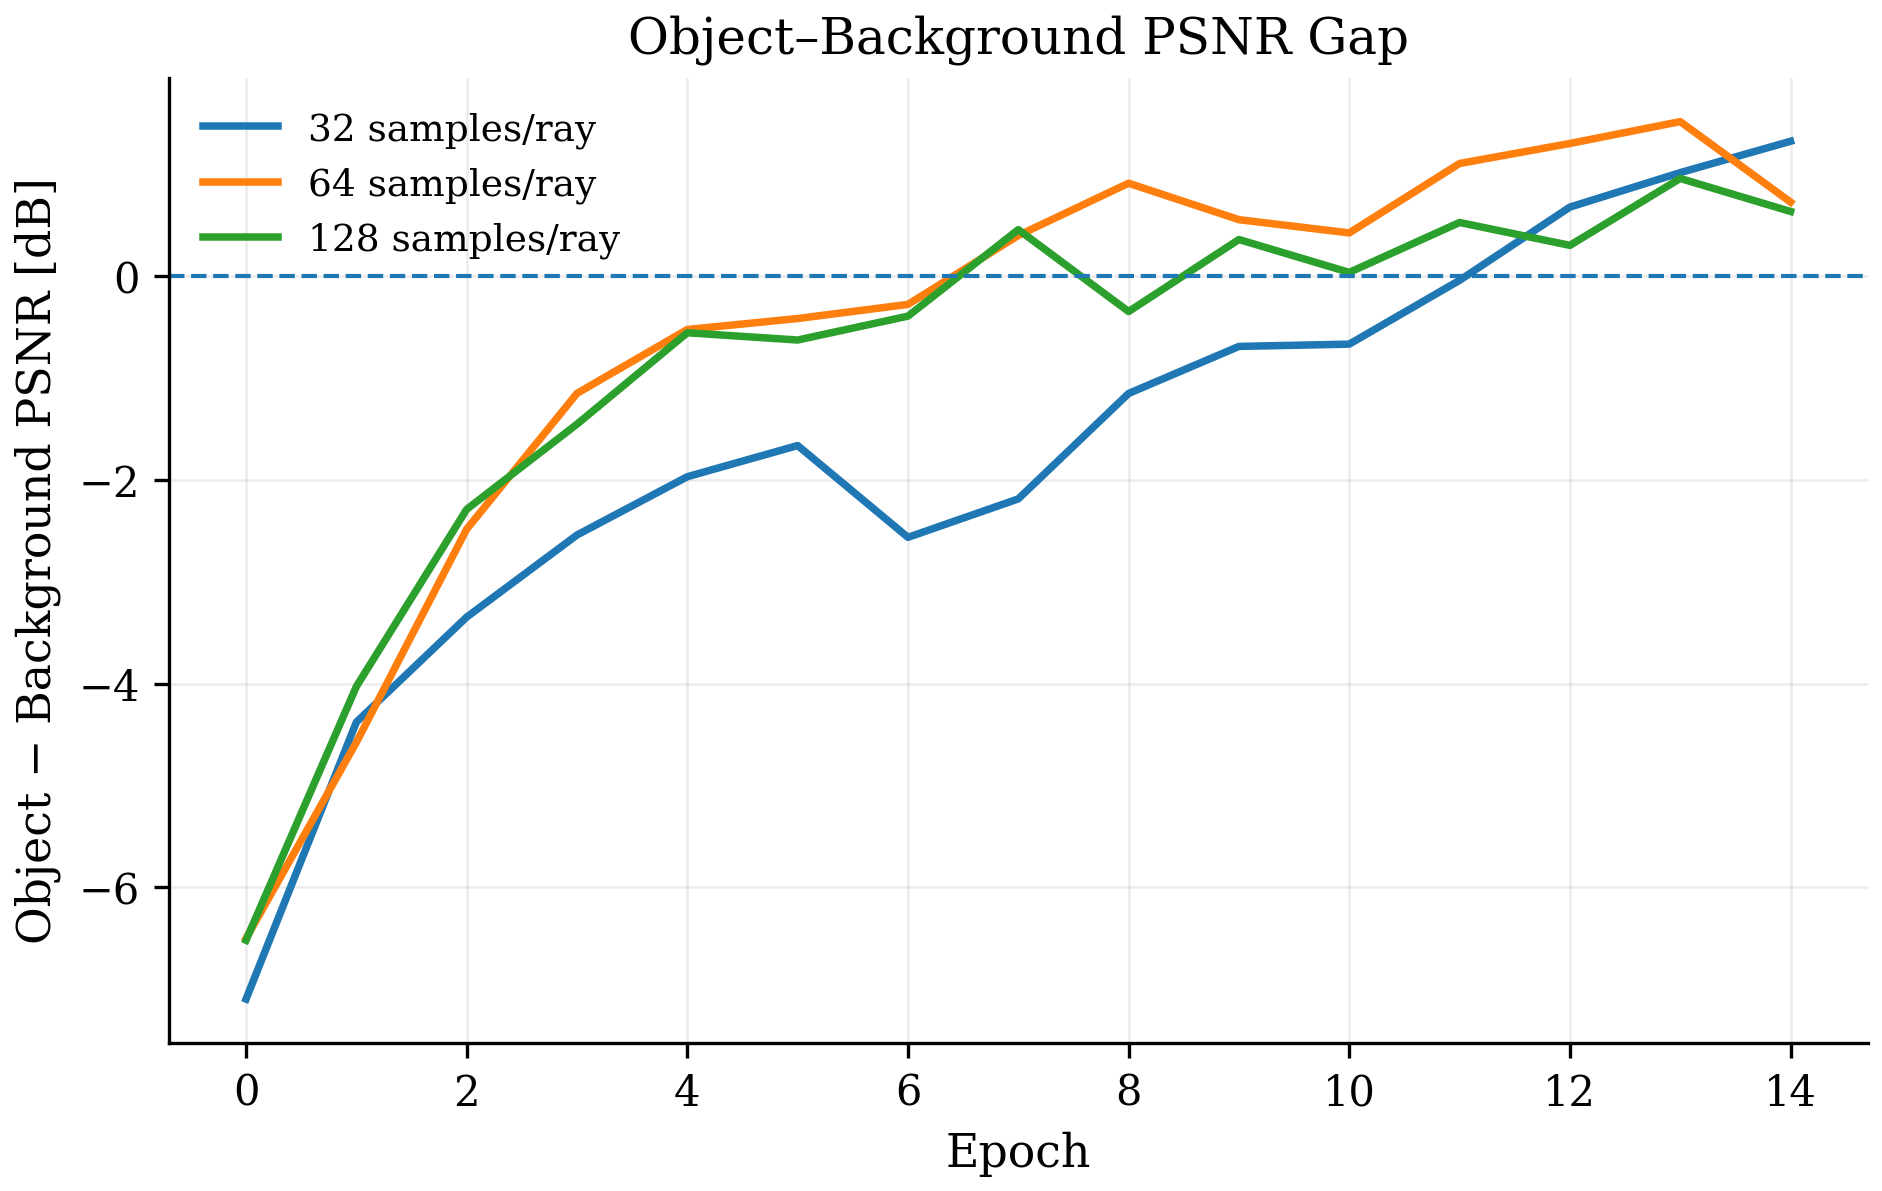 Object–Background PSNR Gap
32 samples/ray
64 samples/ray
128 samples/ray
Object − Background PSNR [dB]
0
−2
−4
−6
0 2 4 6 8 10 12 14
Epoch